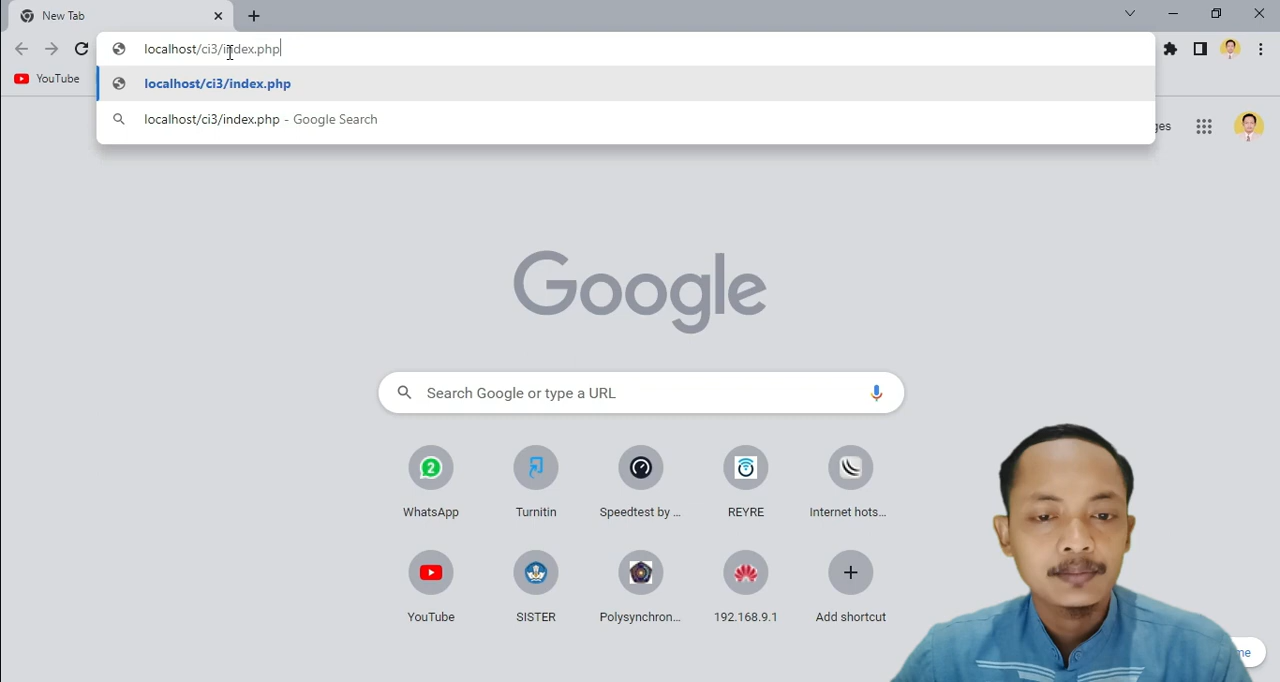 New Tab
localhost/ci3/index.php
YouTube
localhost/ci3/index.php
localhost/ci3/index.php - Google Search
Google
Search Google or type a URL
2
WhatsApp
Turnitin
Speedtest by ...
REYRE
Internet hots...
YouTube
SISTER
Polysynchron...
192.168.9.1
Add shortcut